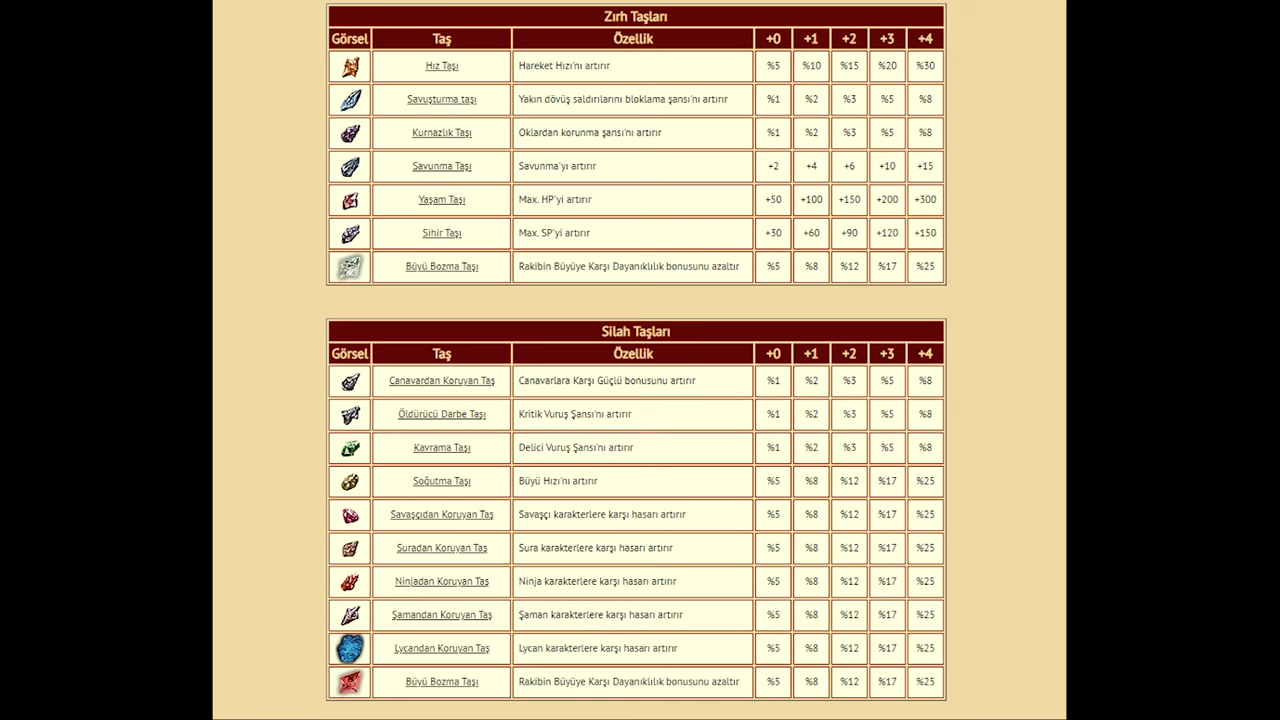 Zırh Taşları
Görsel Taş Özellik +0 +1 +2 +3 +4
Hız Taşı Hareket Hızı'nı artırır %5 %10 %15 %20 %30
Savuşturma taşı Yakın dövüş saldırılarını bloklama şansı'nı artırır %1 %2 %3 %5 %8
Kurnazlık Taşı Oklardan korunma şansı'nı artırır %1 %2 %3 %5 %8
Savunma Taşı Savunma'yı artırır +2 +4 +6 +10 +15
Yaşam Taşı Max. HP'yi artırır +50 +100 +150 +200 +300
Sihir Taşı Max. SP'yi artırır +30 +60 +90 +120 +150
Büyü Bozma Taşı Rakibin Büyüye Karşı Dayanıklılık bonusunu azaltır %5 %8 %12 %17 %25
Silah Taşları
Görsel Taş Özellik +0 +1 +2 +3 +4
Canavardan Koruyan Taş Canavarlara Karşı Güçlü bonusunu artırır %1 %2 %3 %5 %8
Öldürücü Darbe Taşı Kritik Vuruş Şansı'nı artırır %1 %2 %3 %5 %8
Kavrama Taşı Delici Vuruş Şansı'nı artırır %1 %2 %3 %5 %8
Soğutma Taşı Büyü Hızı'nı artırır %5 %8 %12 %17 %25
Savaşçıdan Koruyan Taş Savaşçı karakterlere karşı hasarı artırır %5 %8 %12 %17 %25
Suradan Koruyan Taş Sura karakterlere karşı hasarı artırır %5 %8 %12 %17 %25
Ninjadan Koruyan Taş Ninja karakterlere karşı hasarı artırır %5 %8 %12 %17 %25
Şamandan Koruyan Taş Şaman karakterlere karşı hasarı artırır %5 %8 %12 %17 %25
Lycandan Koruyan Taş Lycan karakterlere karşı hasarı artırır %5 %8 %12 %17 %25
Büyü Bozma Taşı Rakibin Büyüye Karşı Dayanıklılık bonusunu azaltır %5 %8 %12 %17 %25